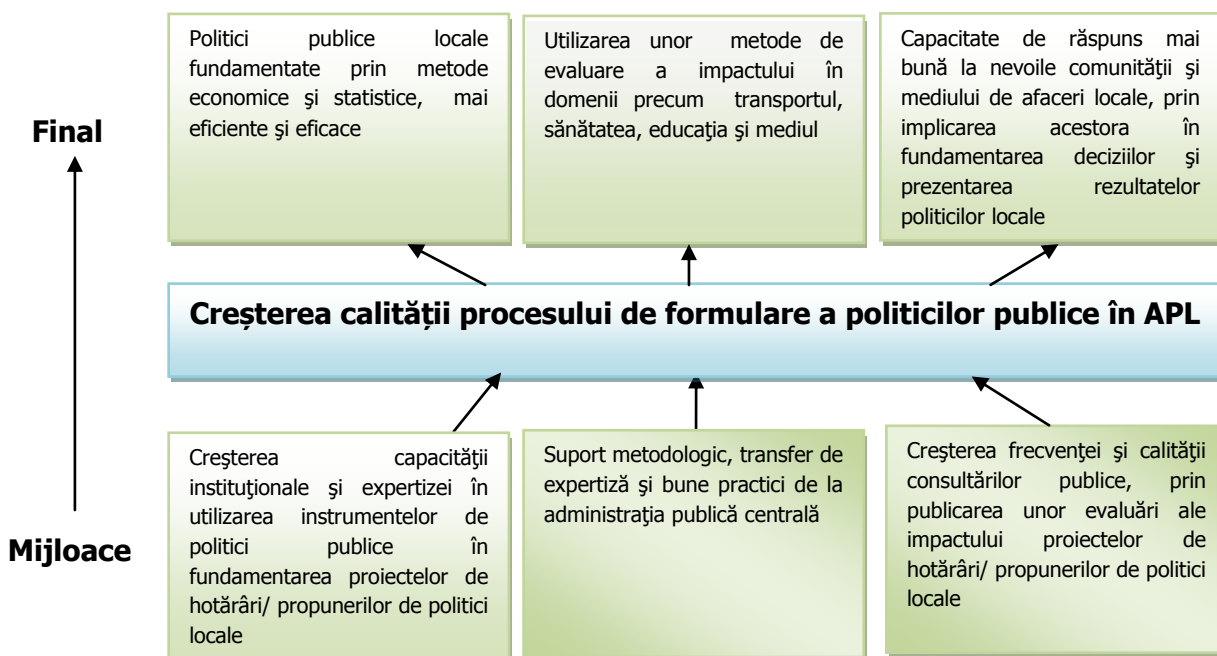 Politici publice locale
fundamentate prin metode
economice şi statistice, mai
eficiente şi eficace
Utilizarea unor metode de
evaluare a impactului în
domenii precum transportul,
sănătatea, educaţia şi mediul
Capacitate de răspuns mai
bună la nevoile comunităţii şi
mediului de afaceri locale, prin
implicarea acestora în
fundamentarea deciziilor şi
prezentarea rezultatelor
politicilor locale
Final
Creșterea calității procesului de formulare a politicilor publice în APL
Mijloace
Creşterea capacităţii
instituţionale şi expertizei în
utilizarea instrumentelor de
politici publice în
fundamentarea proiectelor de
hotărâri/ propunerilor de politici
locale
Suport metodologic, transfer de
expertiză şi bune practici de la
administraţia publică centrală
Creşterea frecvenţei şi calităţii
consultărilor publice, prin
publicarea unor evaluări ale
impactului proiectelor de
hotărâri/ propunerilor de politici
locale